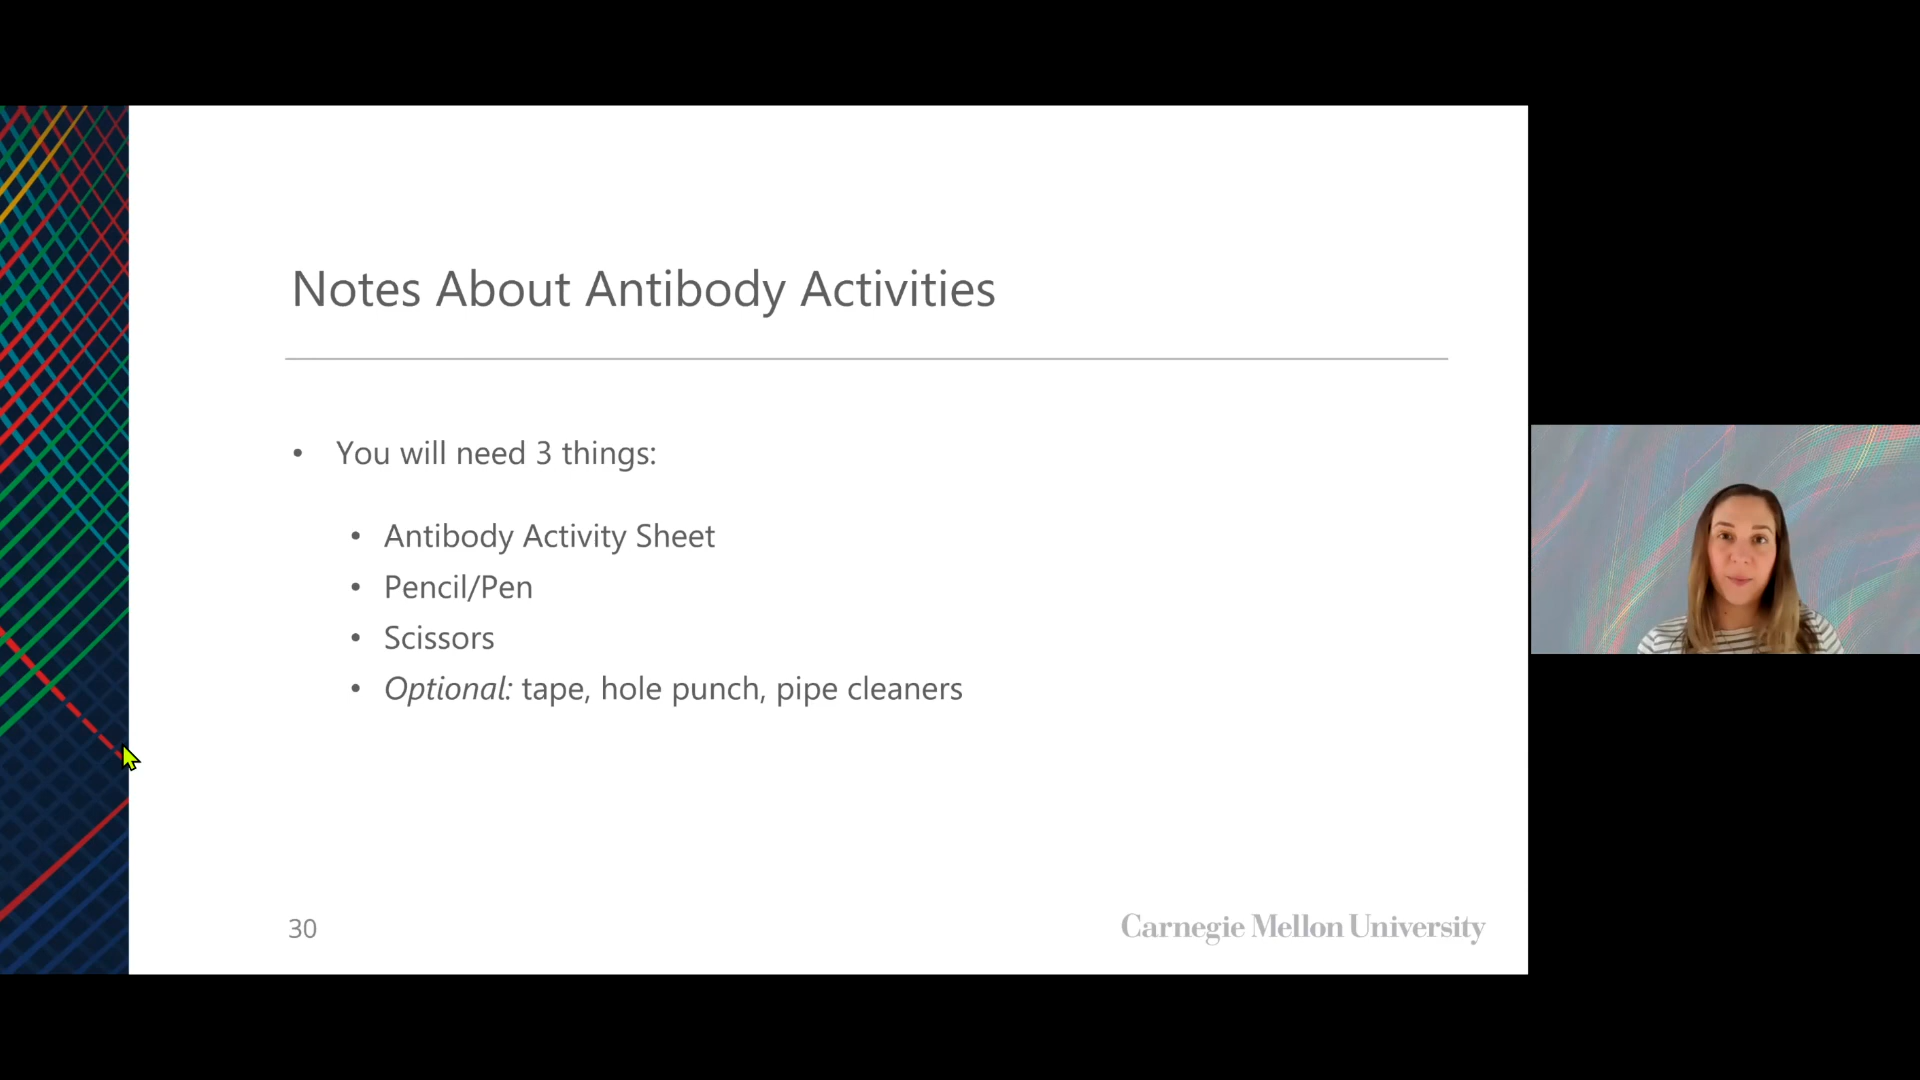 Notes About Antibody Activities
• You will need 3 things:
• Antibody Activity Sheet
• Pencil/Pen
• Scissors
• Optional: tape, hole punch, pipe cleaners
30
Carnegie Mellon University